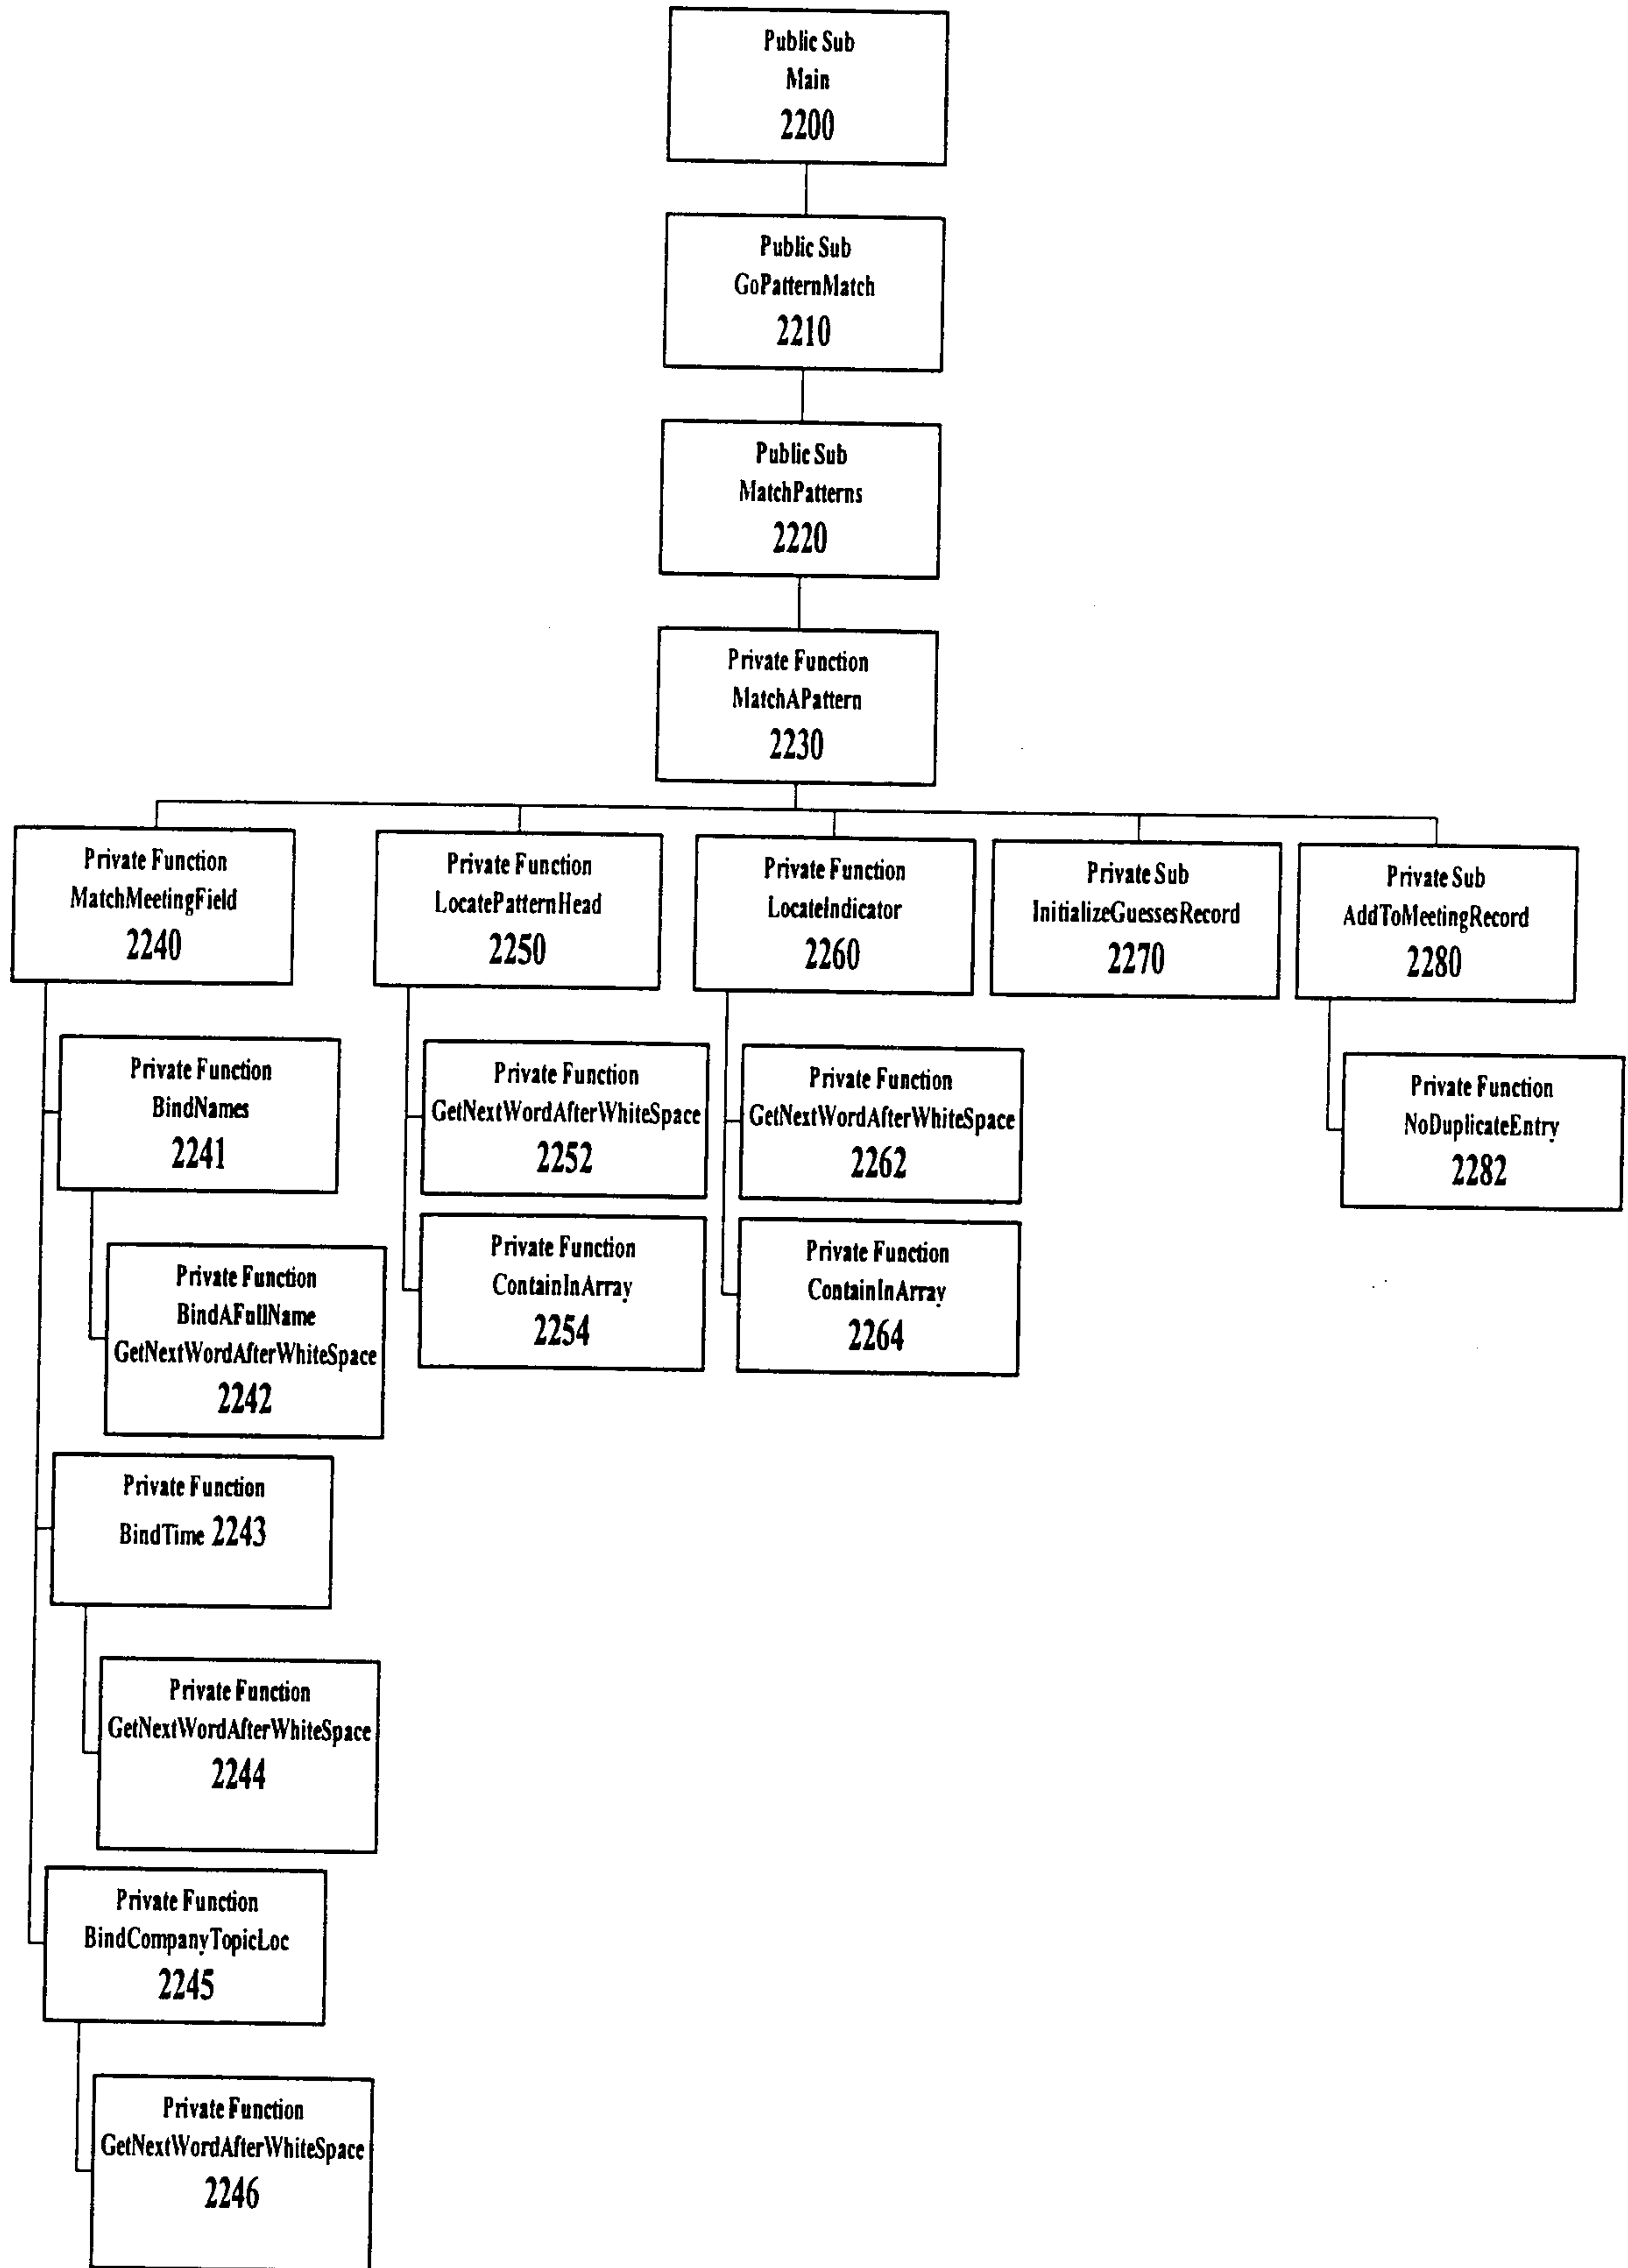 Public Sub
Main
2200
Public Sub
GoPatternMatch
2210
Public Sub
MatchPatterns
2220
Private Function
MatchAPattern
2230
Private Function
MatchMeetingField
2240
Private Function
LocatePatternHead
2250
Private Function
LocateIndicator
2260
Private Sub
InitializeGuessesRecord
2270
Private Sub
AddToMeetingRecord
2280
Private Function
BindNames
2241
Private Function
GetNextWordAfterWhiteSpace
2252
Private Function
GetNextWordAfterWhiteSpace
2262
Private Function
NoDuplicateEntry
2282
Private Function
ContainInArray
2254
Private Function
ContainInArray
2264
Private Function
BindAFullName
GetNextWordAfterWhiteSpace
2242
Private Function
BindTime 2243
Private Function
GetNextWordAfterWhiteSpace
2244
Private Function
BindCompanyTopicLoc
2245
Private Function
GetNextWordAfterWhiteSpace
2246